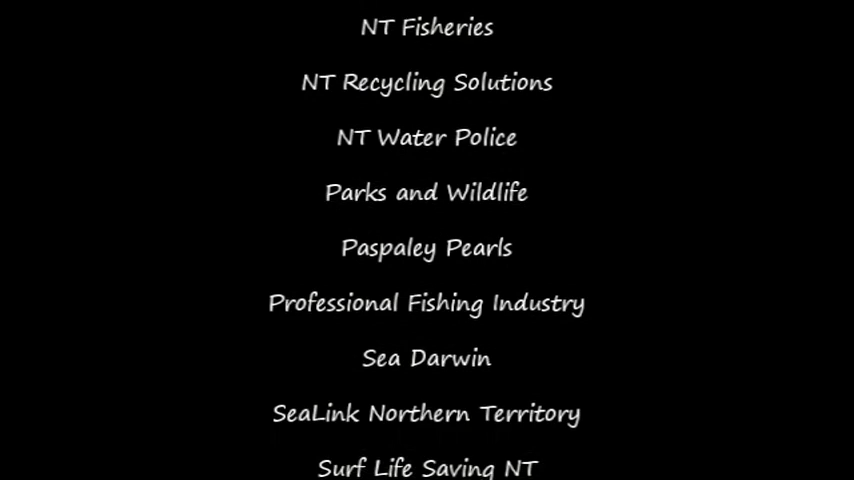 NT Fisheries
NT Recycling Solutions
NT Water Police
Parks and Wildlife
Paspaley Pearls
Professional Fishing Industry
Sea Darwin
SeaLink Northern Territory
Surf Life Saving NT